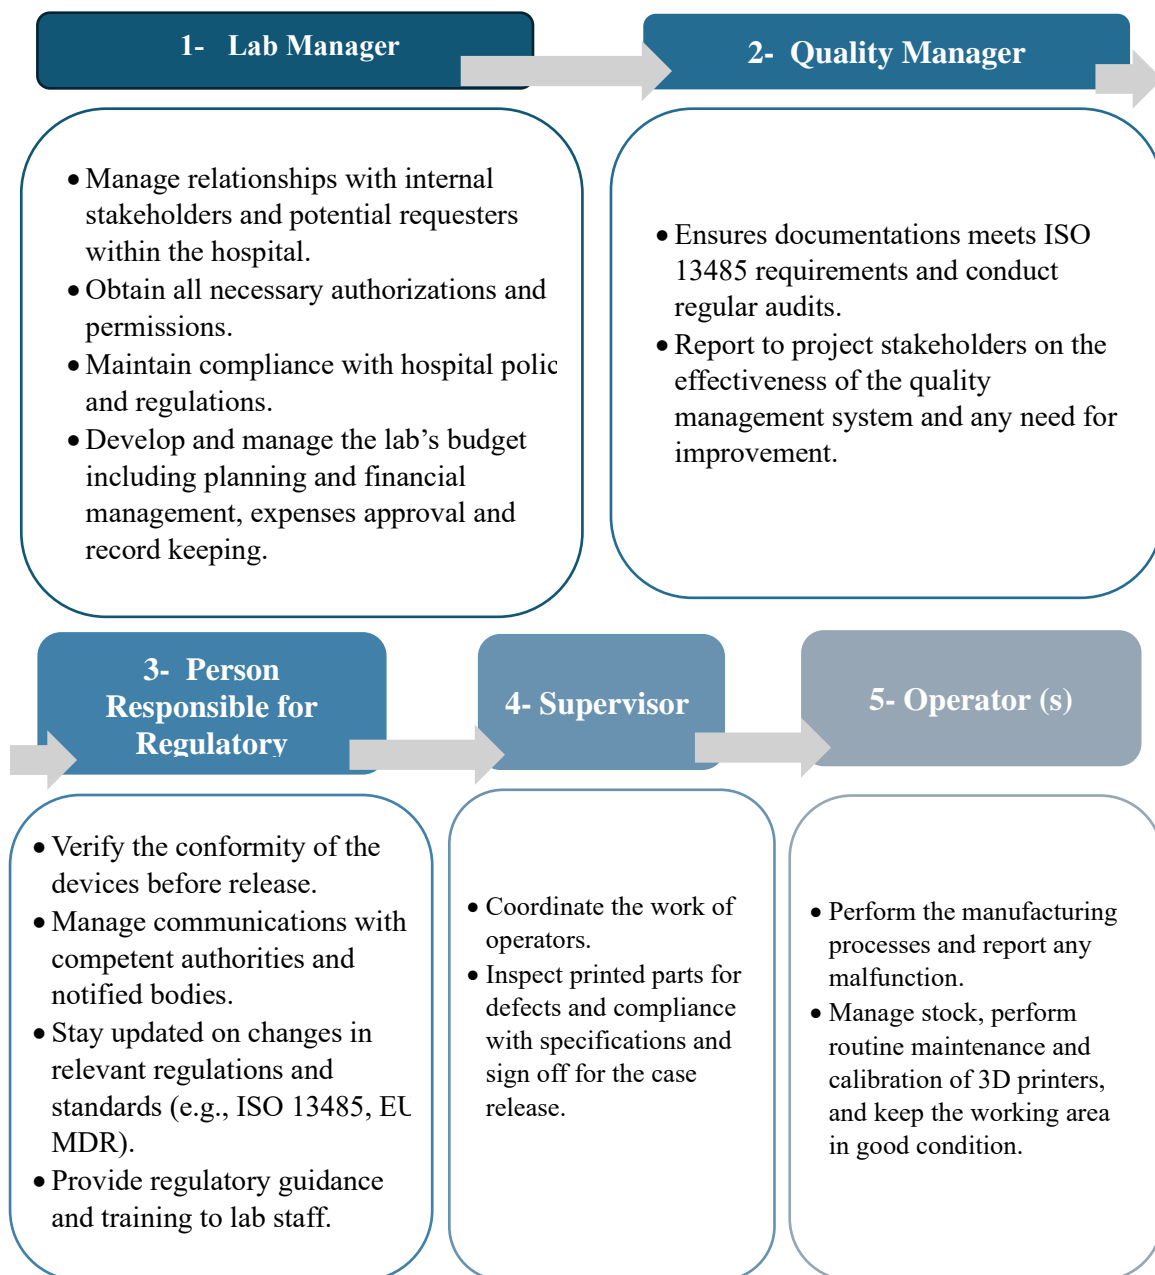 1- Lab Manager
2- Quality Manager
• Manage relationships with internal
stakeholders and potential requesters
within the hospital.
• Obtain all necessary authorizations and
permissions.
• Maintain compliance with hospital polic
and regulations.
• Develop and manage the lab’s budget
including planning and financial
management, expenses approval and
record keeping.
• Ensures documentations meets ISO
13485 requirements and conduct
regular audits.
• Report to project stakeholders on the
effectiveness of the quality
management system and any need for
improvement.
3- Person
Responsible for
Regulatory
4- Supervisor
5- Operator (s)
• Verify the conformity of the
devices before release.
• Manage communications with
competent authorities and
notified bodies.
• Stay updated on changes in
relevant regulations and
standards (e.g., ISO 13485, EU
MDR).
• Provide regulatory guidance
and training to lab staff.
• Coordinate the work of
operators.
• Inspect printed parts for
defects and compliance
with specifications and
sign off for the case
release.
• Perform the manufacturing
processes and report any
malfunction.
• Manage stock, perform
routine maintenance and
calibration of 3D printers,
and keep the working area
in good condition.